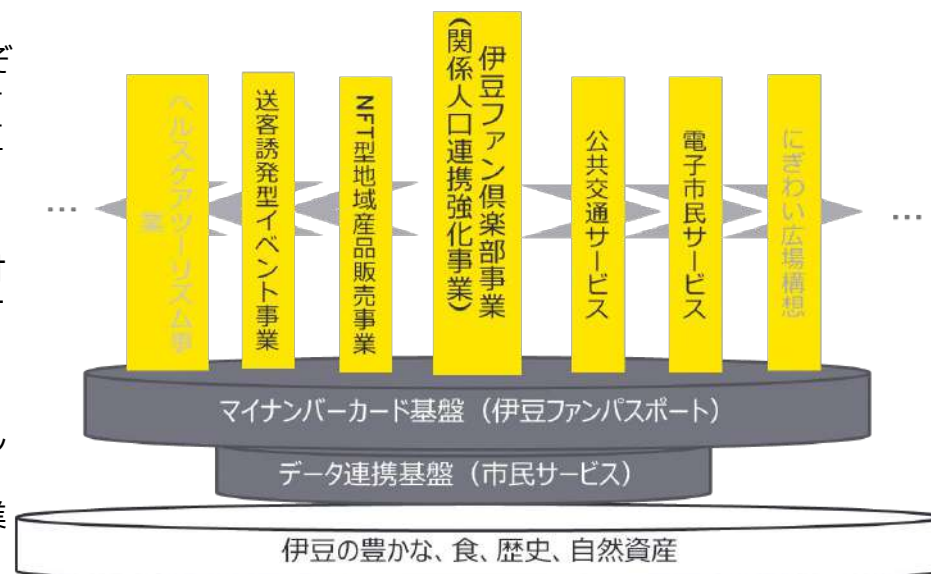 ヘルスケアツーリズム事
業
送客誘発型イベント事業
NFT型地域産品販売事業
伊豆ファン倶楽部事業
(関係人口連携強化事業)
公共交通サービス
電子市民サービス
にぎわい広場構想
…
…
マイナンバーカード基盤（伊豆ファンパスポート）
データ連携基盤（市民サービス）
伊豆の豊かな、食、歴史、自然資産
ぞ
業